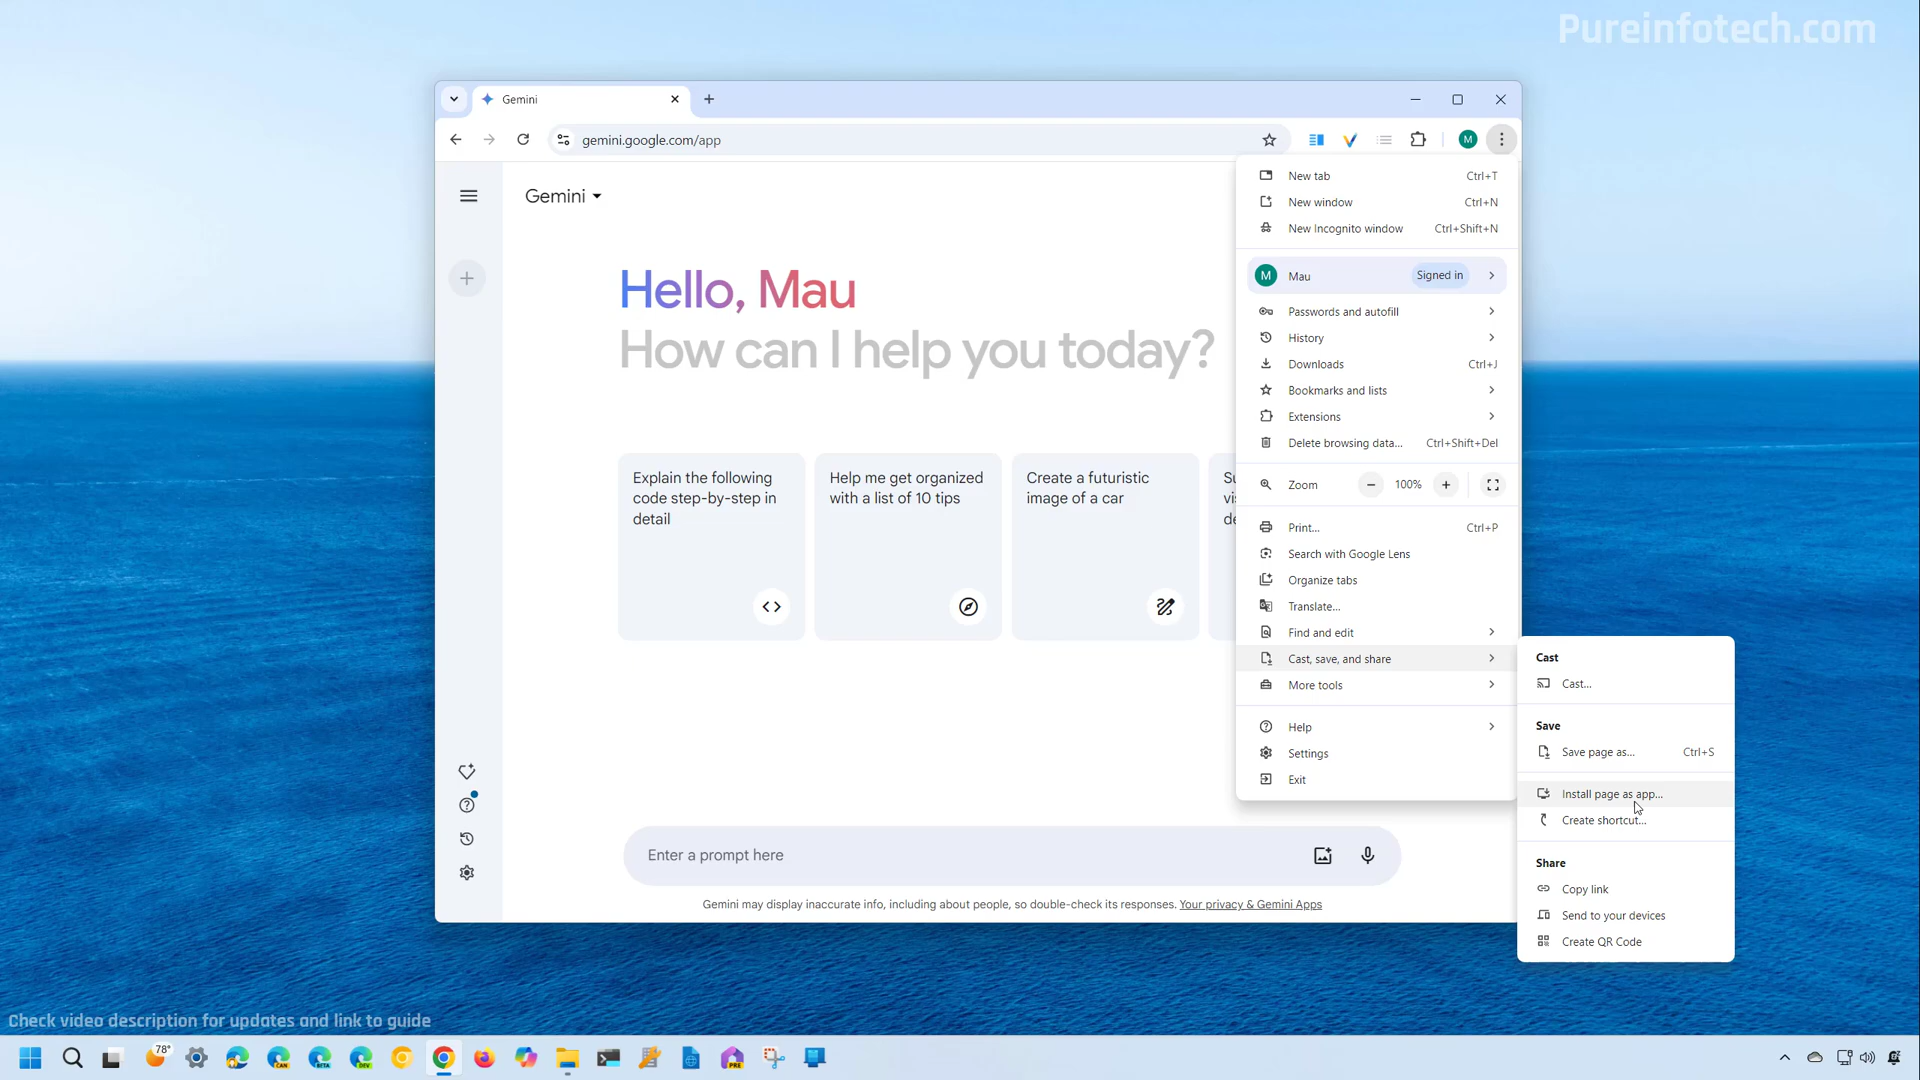 Pureinfotech.com
Gemini
gemini.google.com/app
M
Gemini
Hello, Mau
How can I help you today?
Explain the following
code step-by-step in
detail
Help me get organized
with a list of 10 tips
Create a futuristic
image of a car
Su
vi
de
Enter a prompt here
Gemini may display inaccurate info, including about people, so double-check its responses. Your privacy & Gemini Apps
New tab Ctrl+T
New window Ctrl+N
New Incognito window Ctrl+Shift+N
M Mau Signed in
Passwords and autofill
History
Downloads Ctrl+J
Bookmarks and lists
Extensions
Delete browsing data... Ctrl+Shift+Del
Zoom 100%
Print... Ctrl+P
Search with Google Lens
Organize tabs
Translate...
Find and edit
Cast, save, and share
More tools
Help
Settings
Exit
Cast
Cast...
Save
Save page as... Ctrl+S
Install page as app...
Create shortcut...
Share
Copy link
Send to your devices
Create QR Code
Check video description for updates and link to guide
78°
CAN
BETA
DEV
PRE